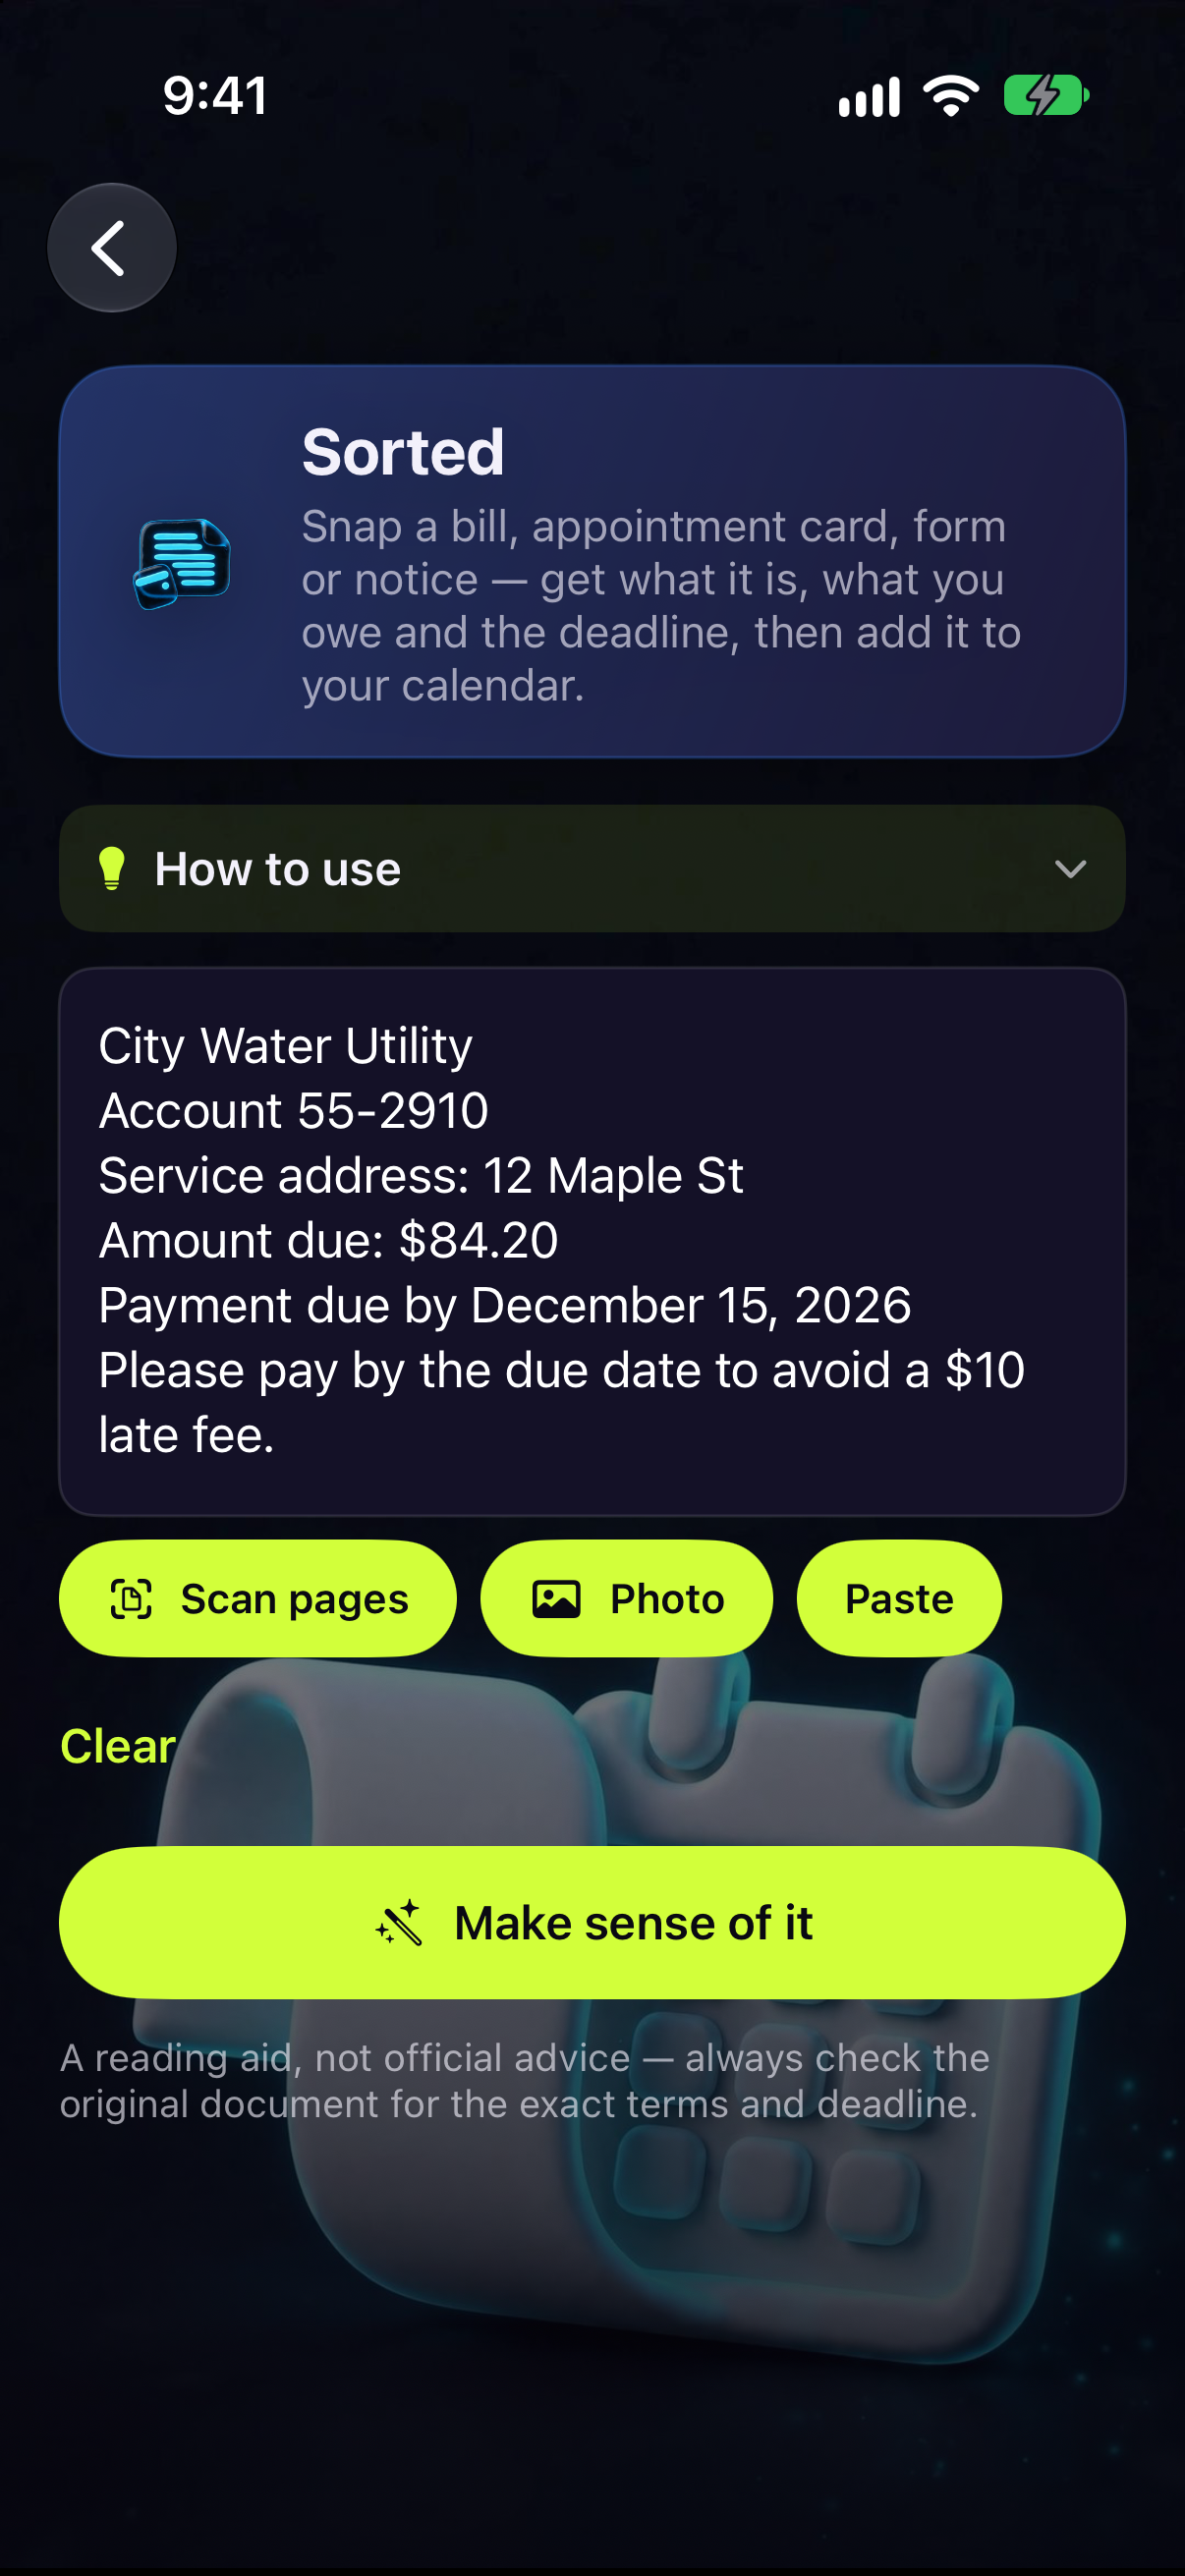 9:41
Sorted
Snap a bill, appointment card, form
or notice — get what it is, what you
owe and the deadline, then add it to
your calendar.
How to use
City Water Utility
Account 55-2910
Service address: 12 Maple St
Amount due: $84.20
Payment due by December 15, 2026
Please pay by the due date to avoid a $10
late fee.
Scan pages
Photo
Paste
Clear
Make sense of it
A reading aid, not official advice — always check the
original document for the exact terms and deadline.